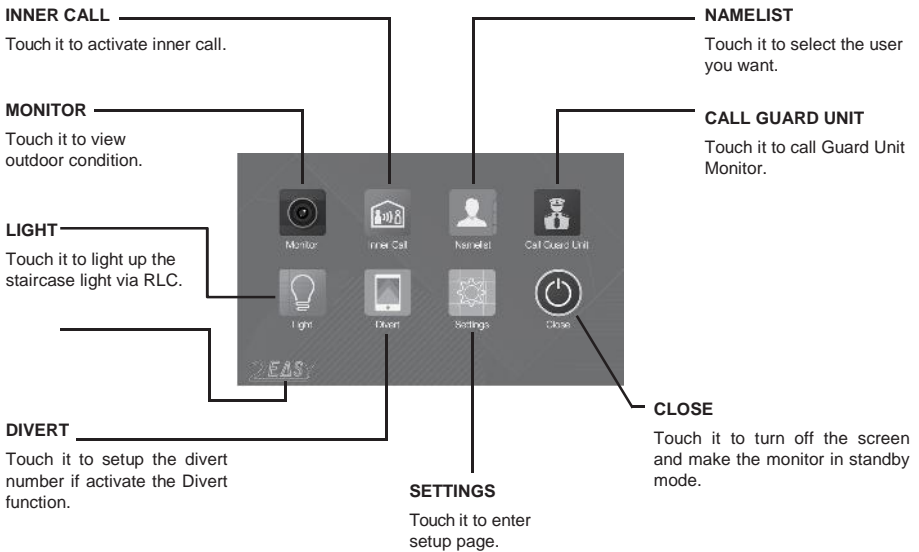 INNER CALL
Touch it to activate inner call.
MONITOR
Touch it to view
outdoor condition.
LIGHT
Touch it to light up the
staircase light via RLC.
DIVERT
Touch it to setup the divert
number if activate the Divert
function.
NAMELIST
Touch it to select the user
you want.
CALL GUARD UNIT
Touch it to call Guard Unit
Monitor.
Monitor
Inner Call
Namelist
Call Guard Unit
Light
Divert
Settings
Close
2EASY
SETTINGS
Touch it to enter
setup page.
CLOSE
Touch it to turn off the screen
and make the monitor in standby
mode.